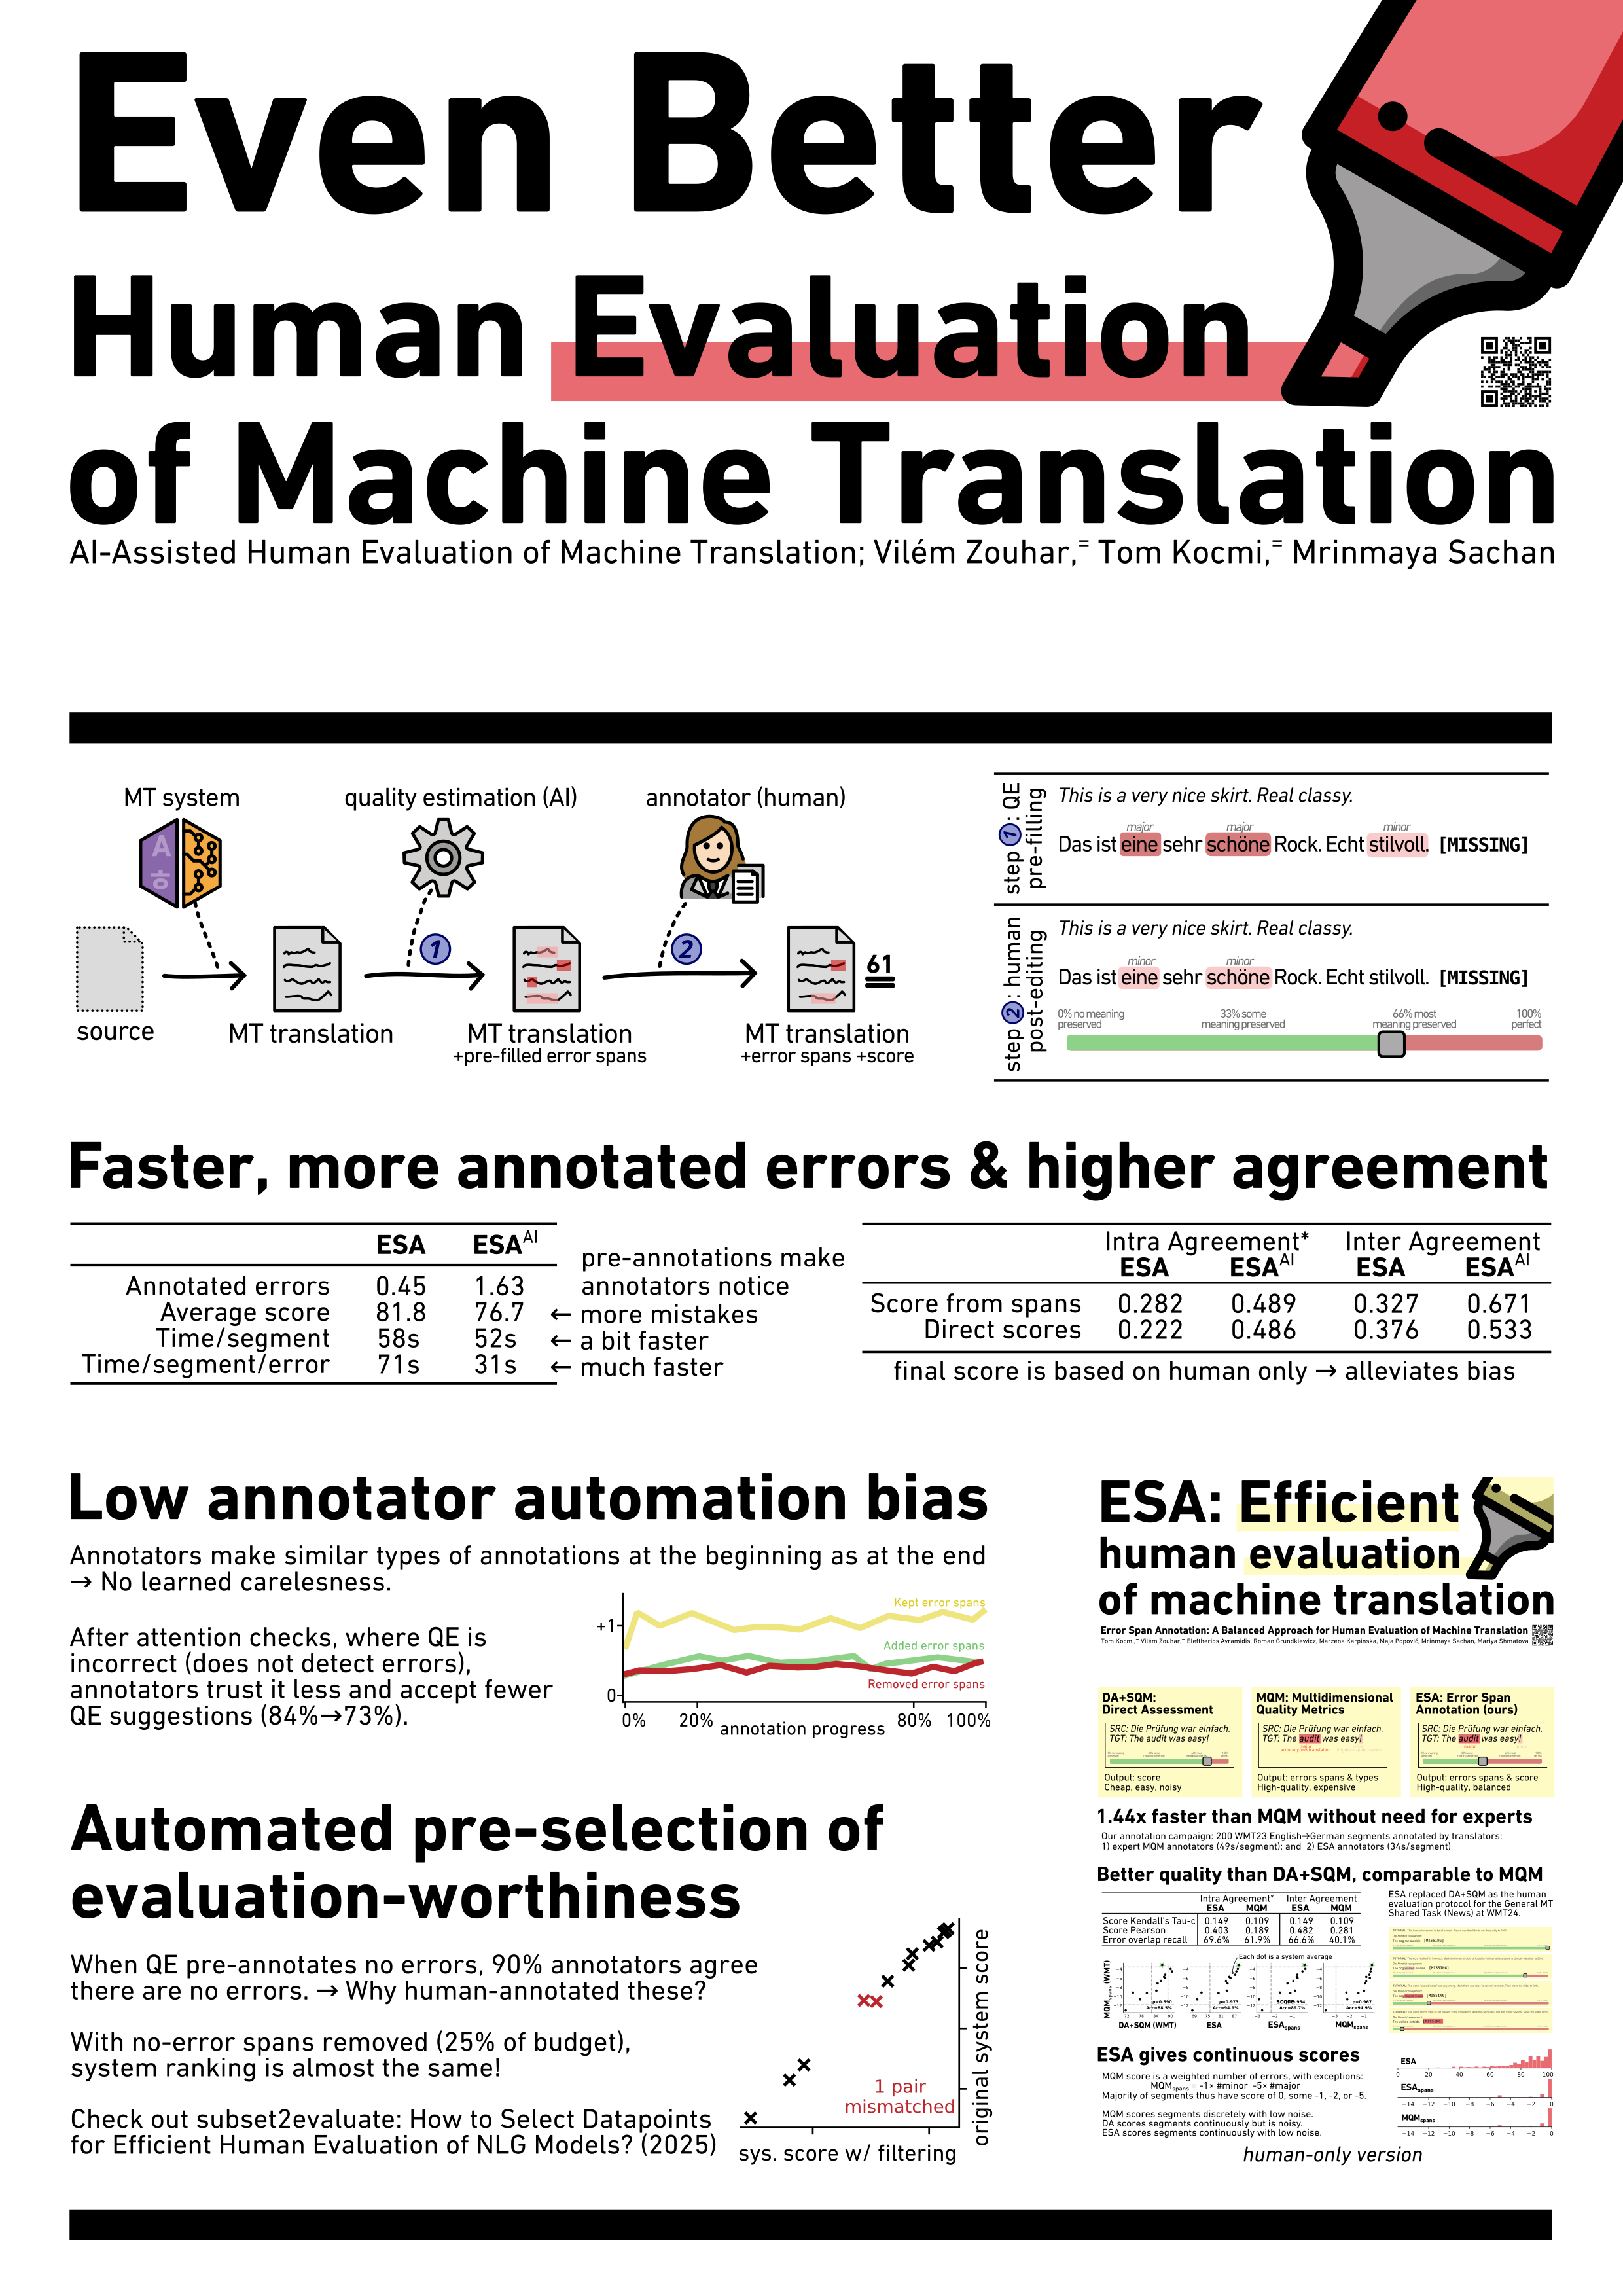 Even Better
Human Evaluation
of Machine Translation
AI-Assisted Human Evaluation of Machine Translation; Vilém Zouhar,= Tom Kocmi,= Mrinmaya Sachan
MT system
quality estimation (AI)
annotator (human)
1
2
61
source
MT translation
MT translation
+pre-filled error spans
MT translation
+error spans +score
step 1: QE
pre-filling
This is a very nice skirt. Real classy.
major major minor
Das ist eine sehr schöne Rock. Echt stilvoll. [MISSING]
step 2: human
post-editing
This is a very nice skirt. Real classy.
minor minor
Das ist eine sehr schöne Rock. Echt stilvoll. [MISSING]
0% no meaning preserved
33% some meaning preserved
66% most meaning preserved
100% perfect
Faster, more annotated errors & higher agreement
ESA ESA^AI
Annotated errors 0.45 1.63
Average score 81.8 76.7
Time/segment 58s 52s
Time/segment/error 71s 31s
pre-annotations make
annotators notice
← more mistakes
← a bit faster
← much faster
Intra Agreement* Inter Agreement
ESA ESA^AI ESA ESA^AI
Score from spans 0.282 0.489 0.327 0.671
Direct scores 0.222 0.486 0.376 0.533
final score is based on human only → alleviates bias
Low annotator automation bias
Annotators make similar types of annotations at the beginning as at the end
→ No learned carelesness.
After attention checks, where QE is
incorrect (does not detect errors),
annotators trust it less and accept fewer
QE suggestions (84%→73%).
Kept error spans
+1
Added error spans
0
Removed error spans
0% 20% annotation progress 80% 100%
Automated pre-selection of
evaluation-worthiness
When QE pre-annotates no errors, 90% annotators agree
there are no errors. → Why human-annotated these?
With no-error spans removed (25% of budget),
system ranking is almost the same!
Check out subset2evaluate: How to Select Datapoints
for Efficient Human Evaluation of NLG Models? (2025)
1 pair
mismatched
original system score
sys. score w/ filtering
ESA: Efficient
human evaluation
of machine translation
Error Span Annotation: A Balanced Approach for Human Evaluation of Machine Translation
Tom Kocmi,= Vilém Zouhar,= Eleftherios Avramidis, Roman Grundkiewicz, Marzena Karpinska, Maja Popović, Mrinmaya Sachan, Mariya Shmatova
DA+SQM:
Direct Assessment
SRC: Die Prüfung war einfach.
TGT: The audit was easy!
Output: score
Cheap, easy, noisy
MQM: Multidimensional
Quality Metrics
SRC: Die Prüfung war einfach.
TGT: The audit was easy!
Output: errors spans & types
High-quality, expensive
ESA: Error Span
Annotation (ours)
SRC: Die Prüfung war einfach.
TGT: The audit was easy!
Output: errors spans & score
High-quality, balanced
1.44x faster than MQM without need for experts
Our annotation campaign: 200 WMT23 English→German segments annotated by translators:
1) expert MQM annotators (49s/segment); and 2) ESA annotators (34s/segment)
Better quality than DA+SQM, comparable to MQM
Intra Agreement* Inter Agreement
ESA MQM ESA MQM
Score Kendall's Tau-c 0.149 0.109 0.149 0.109
Score Pearson 0.403 0.189 0.482 0.281
Error overlap recall 69.6% 61.9% 66.6% 40.1%
ESA replaced DA+SQM as the human
evaluation protocol for the General MT
Shared Task (News) at WMT24.
Each dot is a system average
MQMspans (WMT)
DA+SQM (WMT)
ESA
ESAspans
MQMspans
ESA gives continuous scores
MQM score is a weighted number of errors, with exceptions:
MQMspans = -1× #minor -5× #major
Majority of segments thus have score of 0, some -1, -2, or -5.
MQM scores segments discretely with low noise.
DA scores segments continuously but is noisy.
ESA scores segments continuously with low noise.
ESA
0 20 40 60 80 100
ESAspans
−14 −12 −10 −8 −6 −4 −2 0
MQMspans
−14 −12 −10 −8 −6 −4 −2 0
human-only version